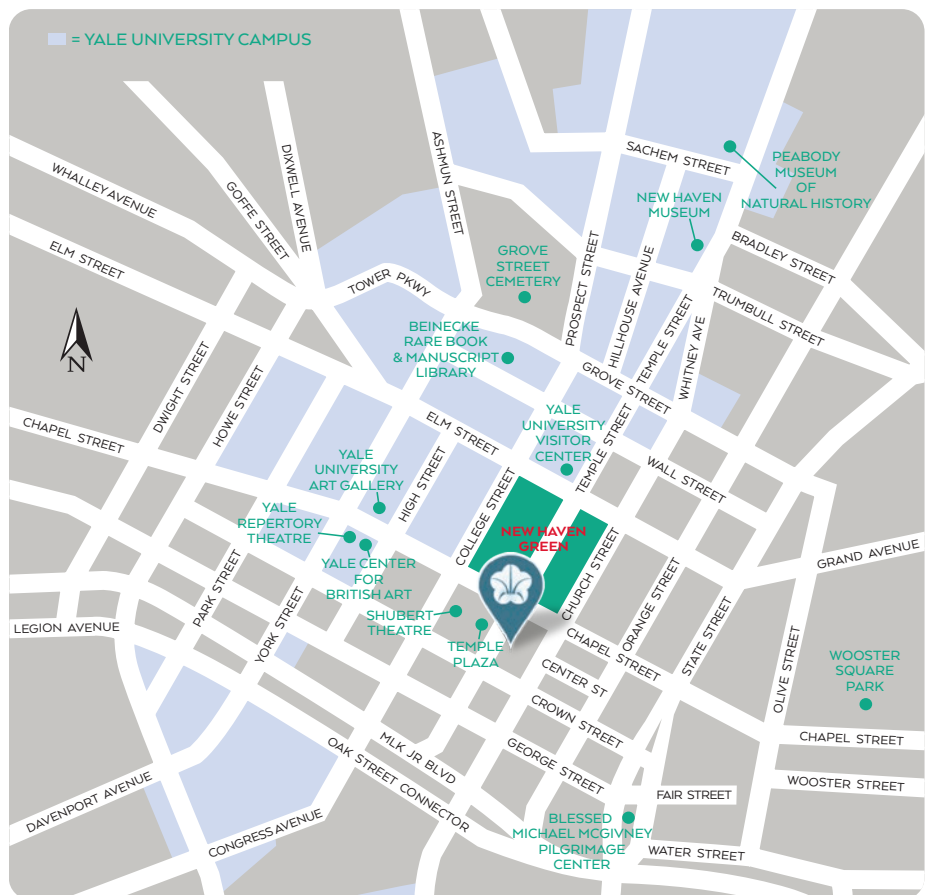 = YALE UNIVERSITY CAMPUS
WHALLEY AVENUE
GOFFE STREET
DIXWELL AVENUE
ASHMUN STREET
SACHEM STREET
PEABODY
MUSEUM
OF
NATURAL HISTORY
NEW HAVEN
MUSEUM
BRADLEY STREET
ELM STREET
TOWER PKWY
GROVE
STREET
CEMETERY
PROSPECT STREET
HILLHOUSE AVENUE
TEMPLE STREET
WHITNEY AVE
TRUMBULL STREET
N
BEINECKE
RARE BOOK
& MANUSCRIPT
LIBRARY
GROVE STREET
DWIGHT STREET
HOWE STREET
CHAPEL STREET
ELM STREET
YALE
UNIVERSITY
VISITOR
CENTER
TEMPLE STREET
WALL STREET
YALE
UNIVERSITY
ART GALLERY
HIGH STREET
COLLEGE STREET
YALE
REPERTORY
THEATRE
YALE CENTER
FOR
BRITISH ART
NEW HAVEN
GREEN
CHURCH STREET
GRAND AVENUE
PARK STREET
YORK STREET
SHUBERT
THEATRE
TEMPLE
PLAZA
ORANGE STREET
STATE STREET
OLIVE STREET
LEGION AVENUE
CHAPEL STREET
CENTER ST
WOOSTER
SQUARE
PARK
CROWN STREET
GEORGE STREET
MLK JR BLVD
OAK STREET CONNECTOR
CHAPEL STREET
WOOSTER STREET
FAIR STREET
DAVENPORT AVENUE
CONGRESS AVENUE
BLESSED
MICHAEL MCGIVNEY
PILGRIMAGE
CENTER
WATER STREET